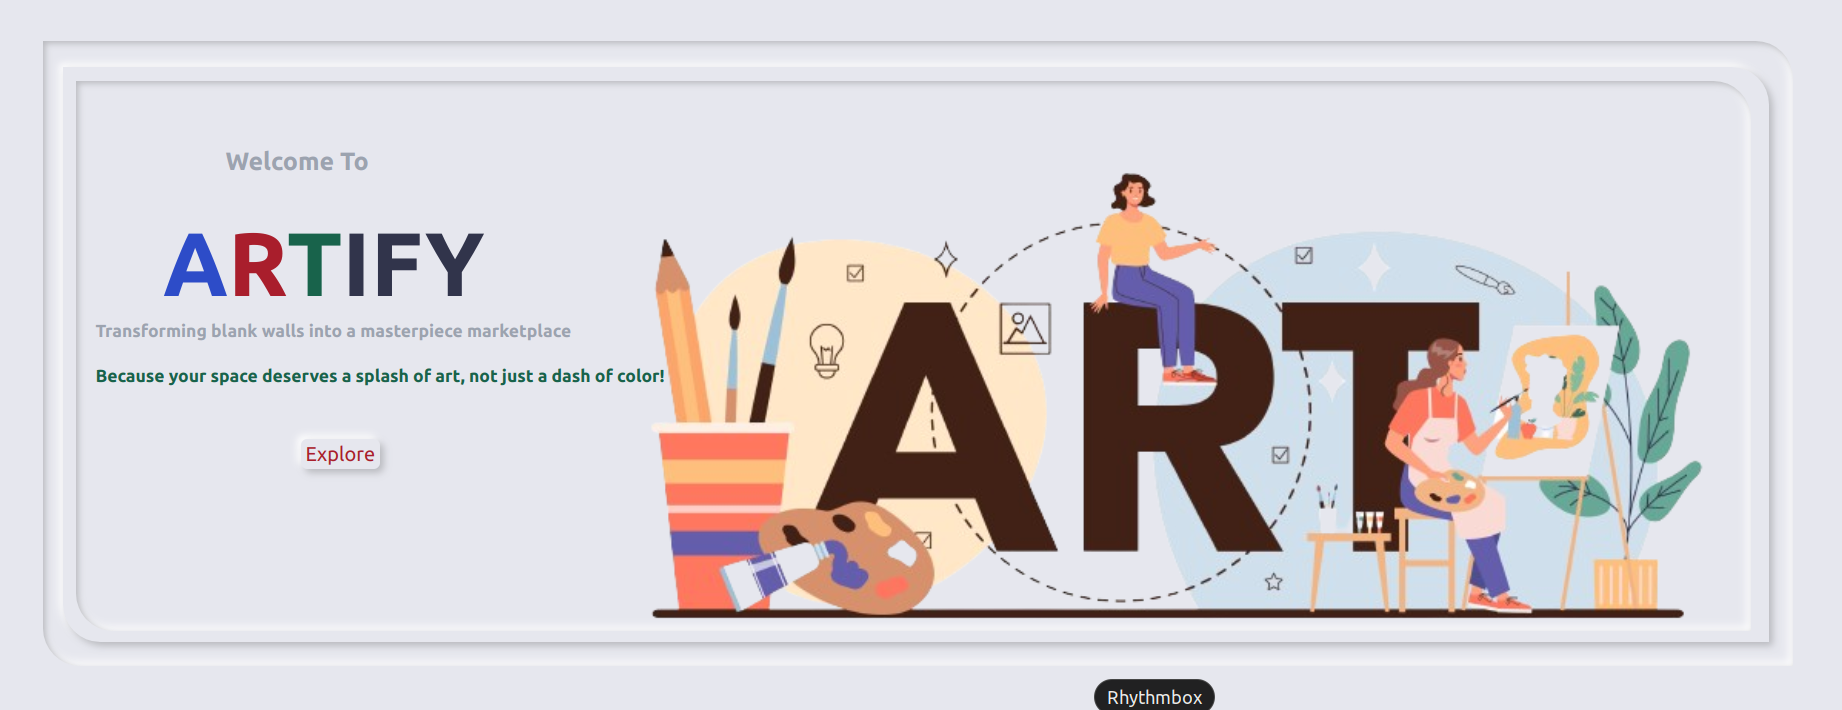 Welcome To
ARTIFY
Transforming blank walls into a masterpiece marketplace
Because your space deserves a splash of art, not just a dash of color!
Explore
ART
Rhythmbox